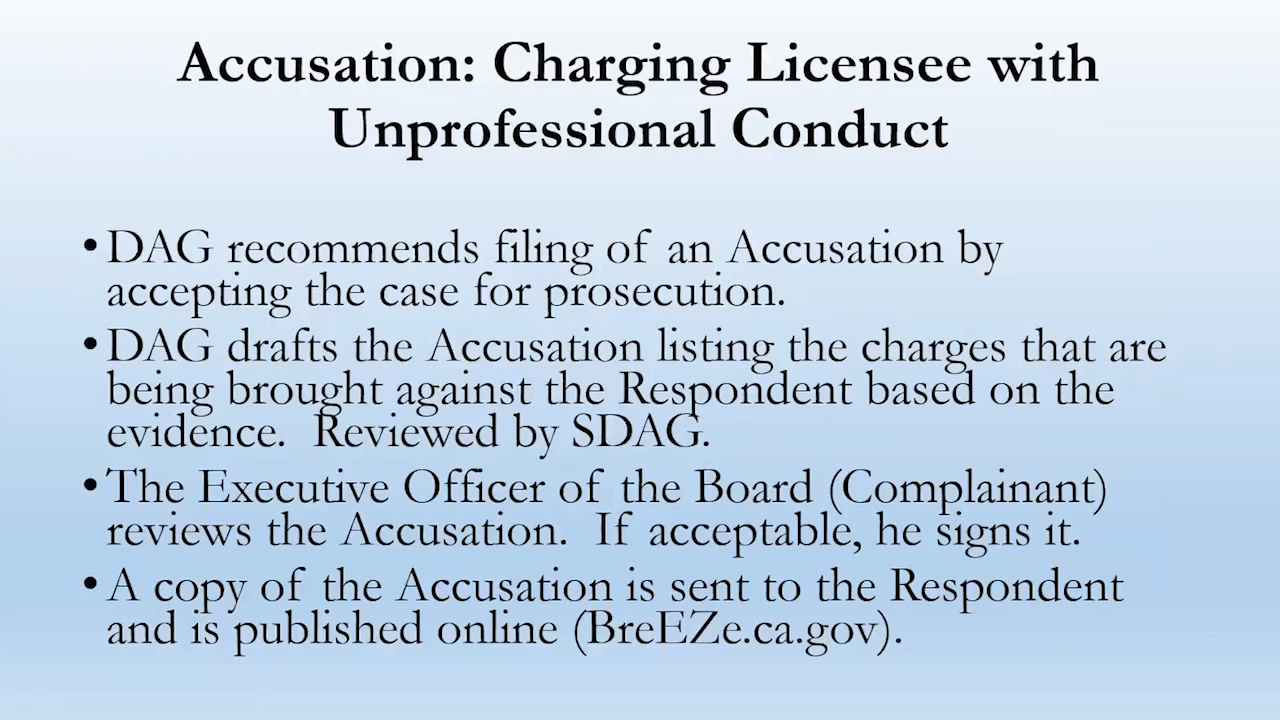 Accusation: Charging Licensee with
Unprofessional Conduct
• DAG recommends filing of an Accusation by
accepting the case for prosecution.
• DAG drafts the Accusation listing the charges that are
being brought against the Respondent based on the
evidence.  Reviewed by SDAG.
• The Executive Officer of the Board (Complainant)
reviews the Accusation.  If acceptable, he signs it.
• A copy of the Accusation is sent to the Respondent
and is published online (BreEZe.ca.gov).